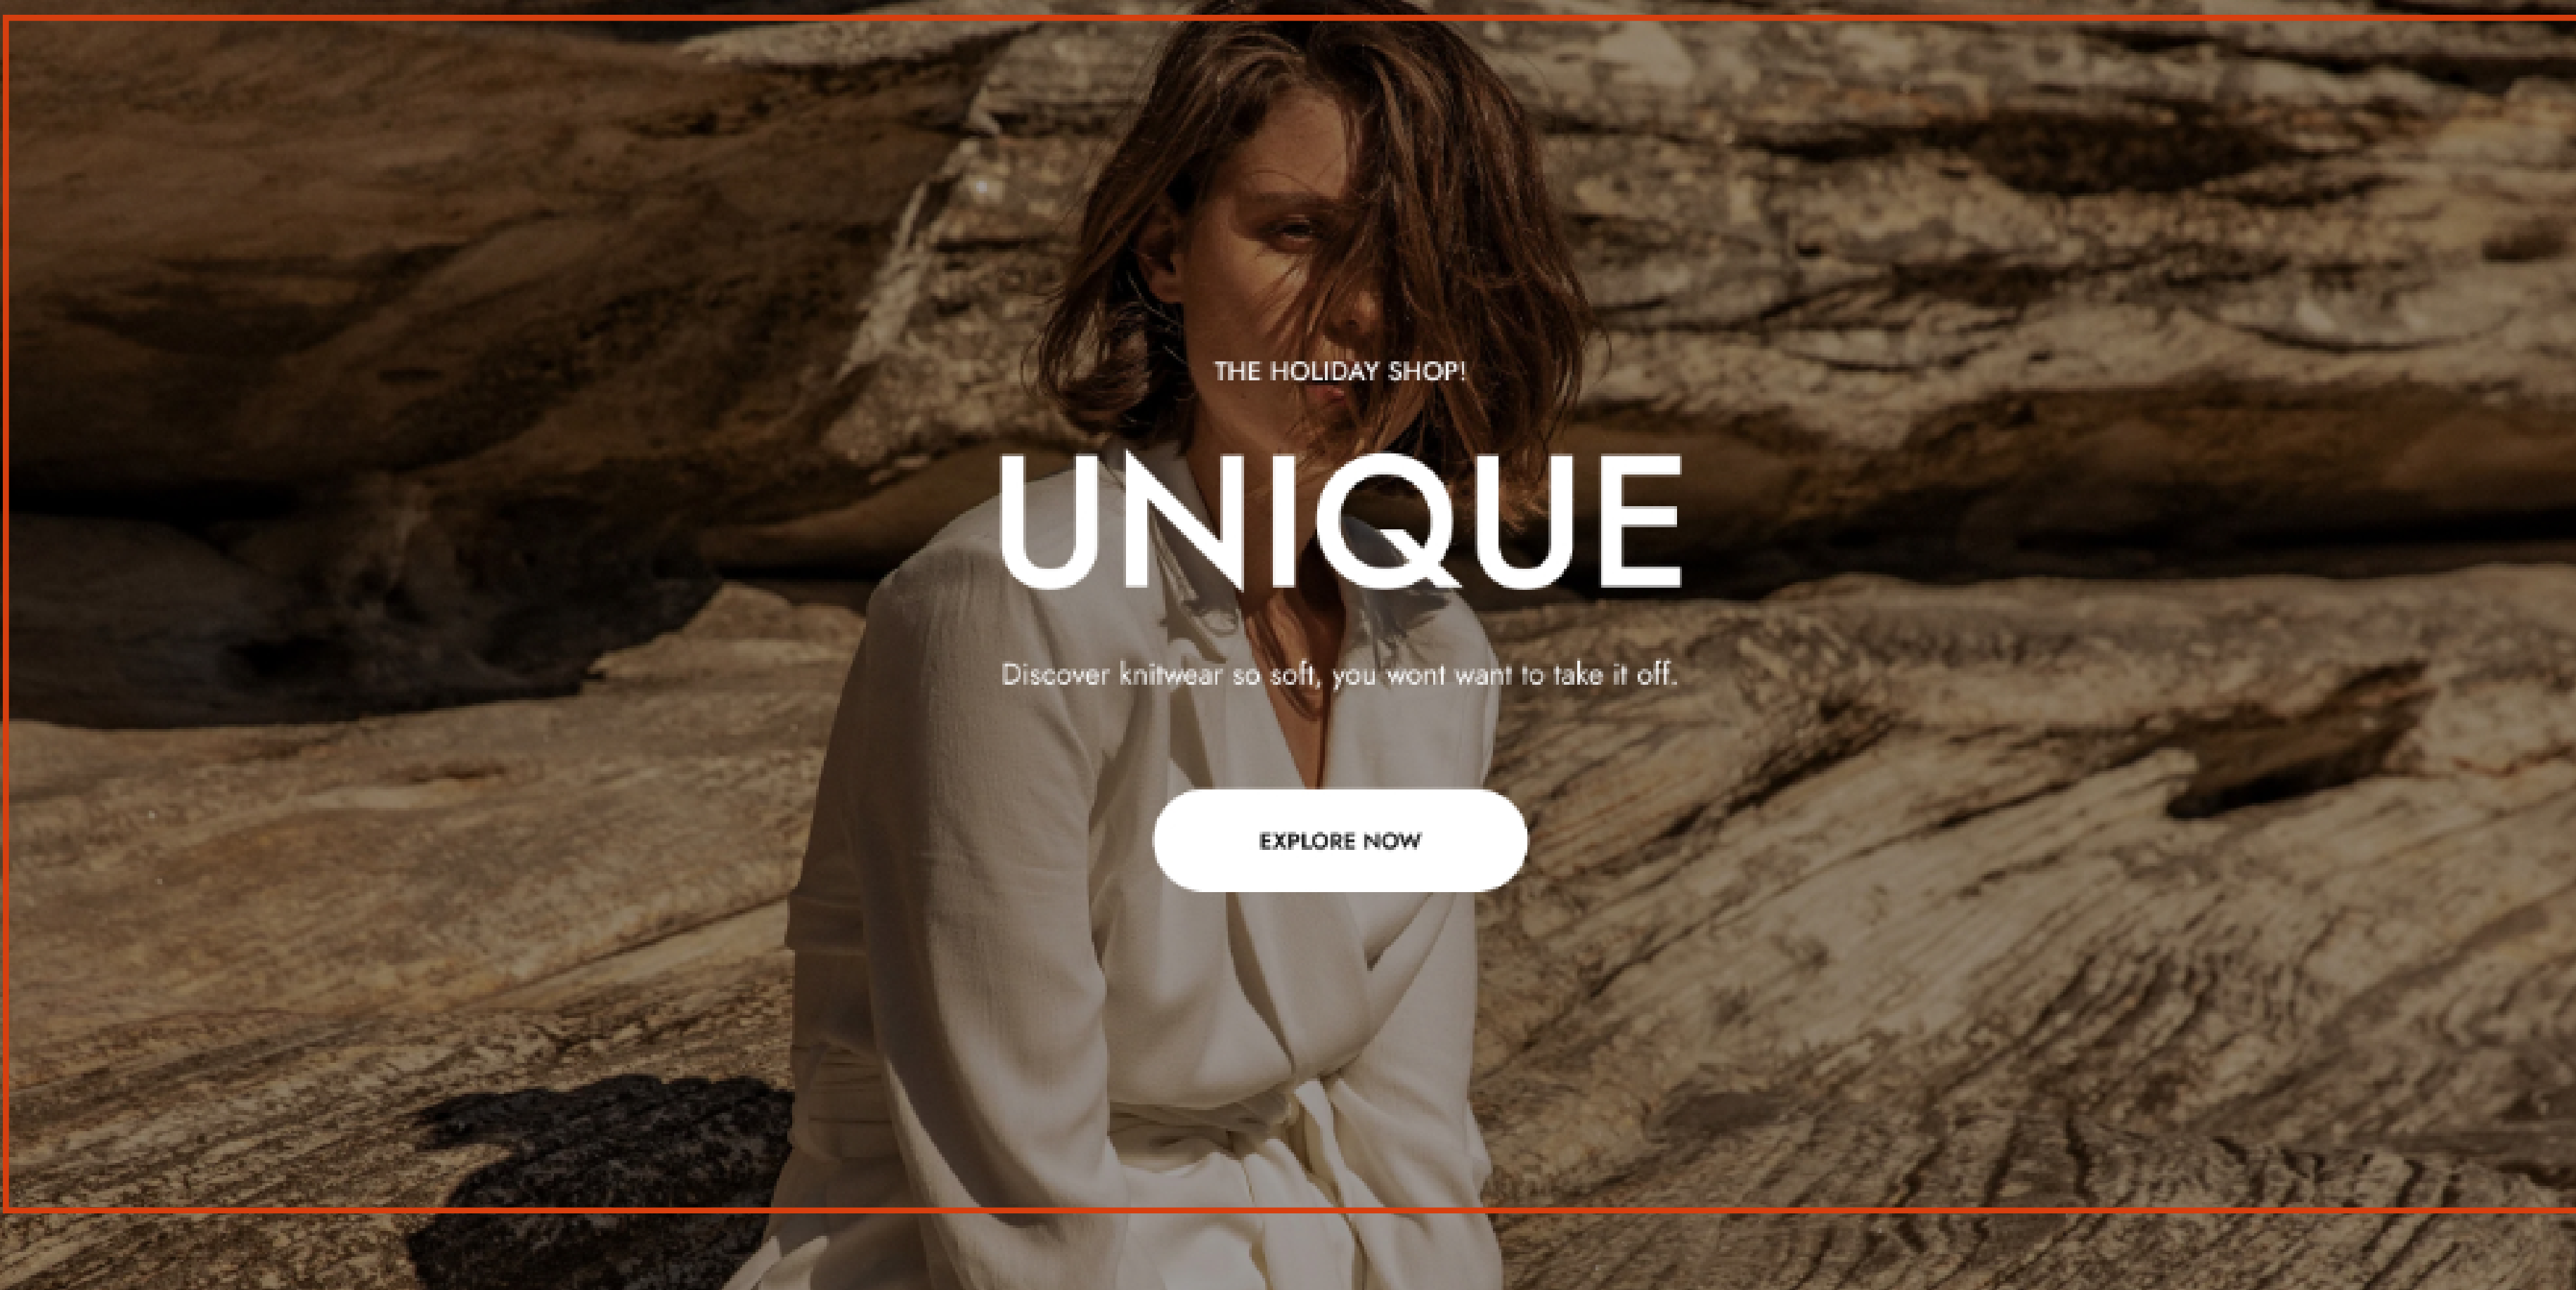 THE HOLIDAY SHOP!
UNIQUE
Discover knitwear so soft, you wont want to take it off.
EXPLORE NOW